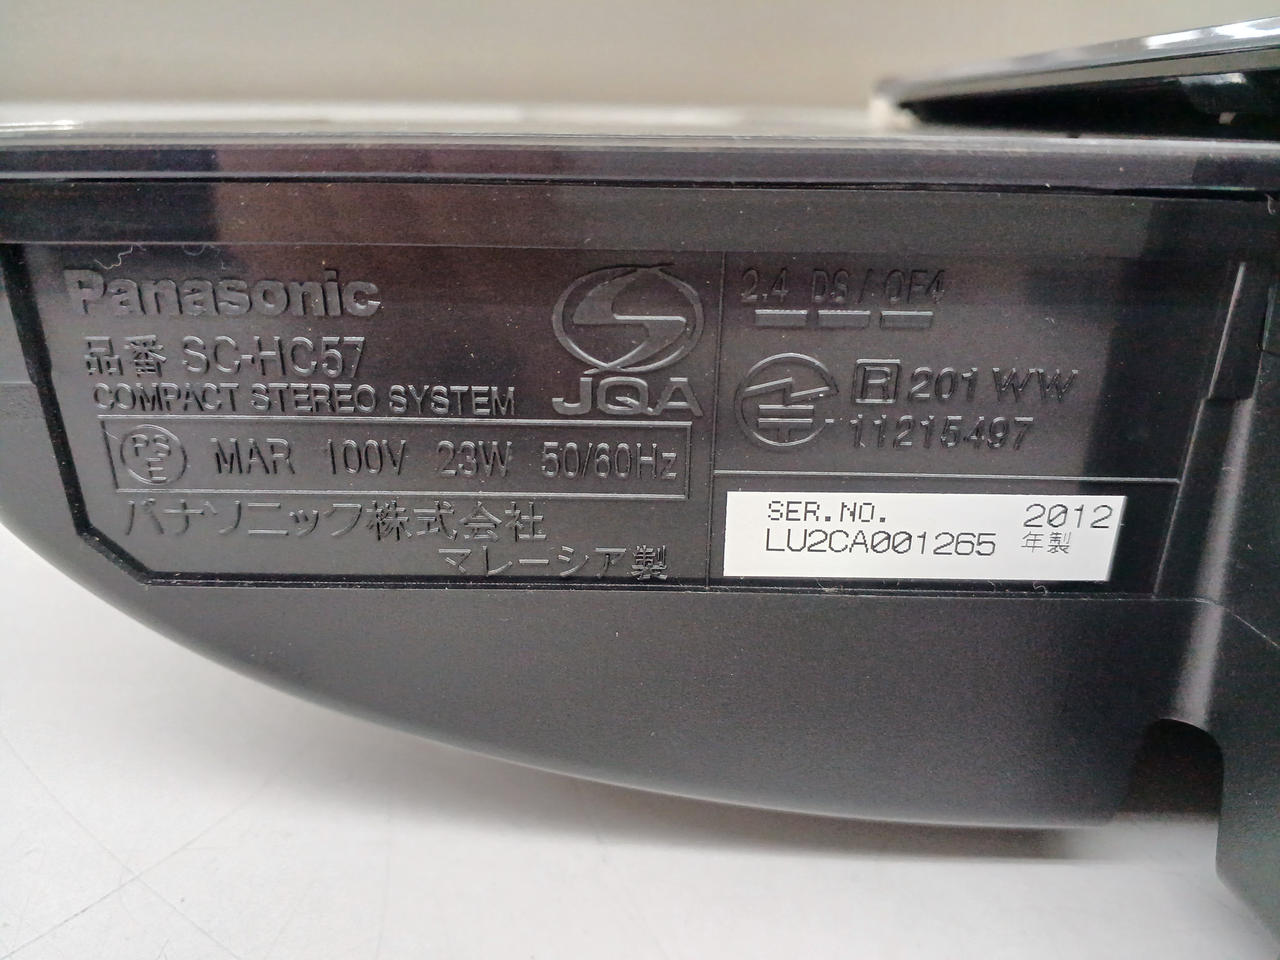 Panasonic
品番 SC-HC57
COMPACT STEREO SYSTEM
JQA
PSE MAR 100V 23W 50/60Hz
パナソニック株式会社
マレーシア製
2.4 DS/OF4
R 201WW
11215497
SER.NO. 2012
LU2CA001265 年製